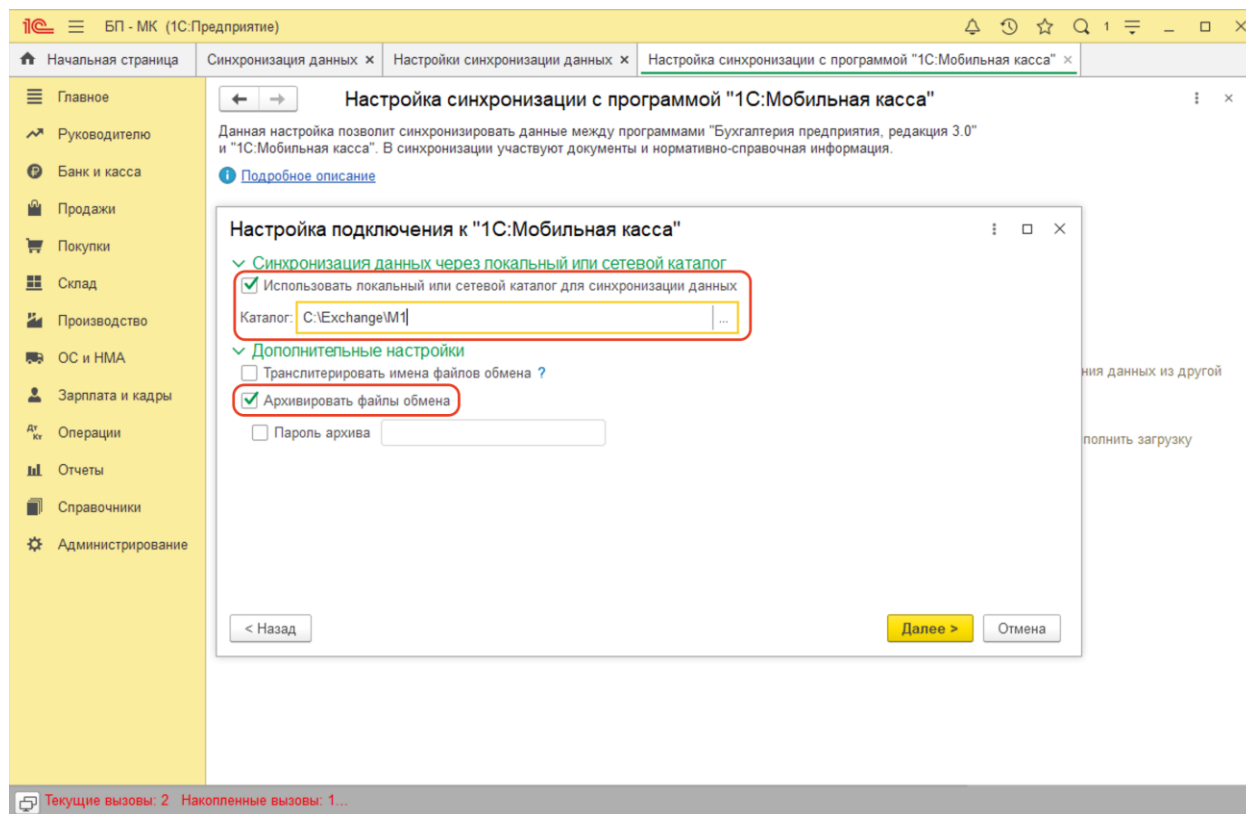 1С БП - МК (1С:Предприятие) 1
Начальная страница Синхронизация данных × Настройки синхронизации данных × Настройка синхронизации с программой "1С:Мобильная касса" ×
Главное
Руководителю
Банк и касса
Продажи
Покупки
Склад
Производство
ОС и НМА
Зарплата и кадры
Дт Кт Операции
Отчеты
Справочники
Администрирование
Настройка синхронизации с программой "1С:Мобильная касса"
Данная настройка позволит синхронизировать данные между программами "Бухгалтерия предприятия, редакция 3.0"
и "1С:Мобильная касса". В синхронизации участвуют документы и нормативно-справочная информация.
Подробное описание
Настройка подключения к "1С:Мобильная касса"
Синхронизация данных через локальный или сетевой каталог
Использовать локальный или сетевой каталог для синхронизации данных
Каталог: C:\Exchange\M1 ...
Дополнительные настройки
Транслитерировать имена файлов обмена ?
Архивировать файлы обмена
Пароль архива
< Назад Далее > Отмена
ния данных из другой
полнить загрузку
Текущие вызовы: 2 Накопленные вызовы: 1...